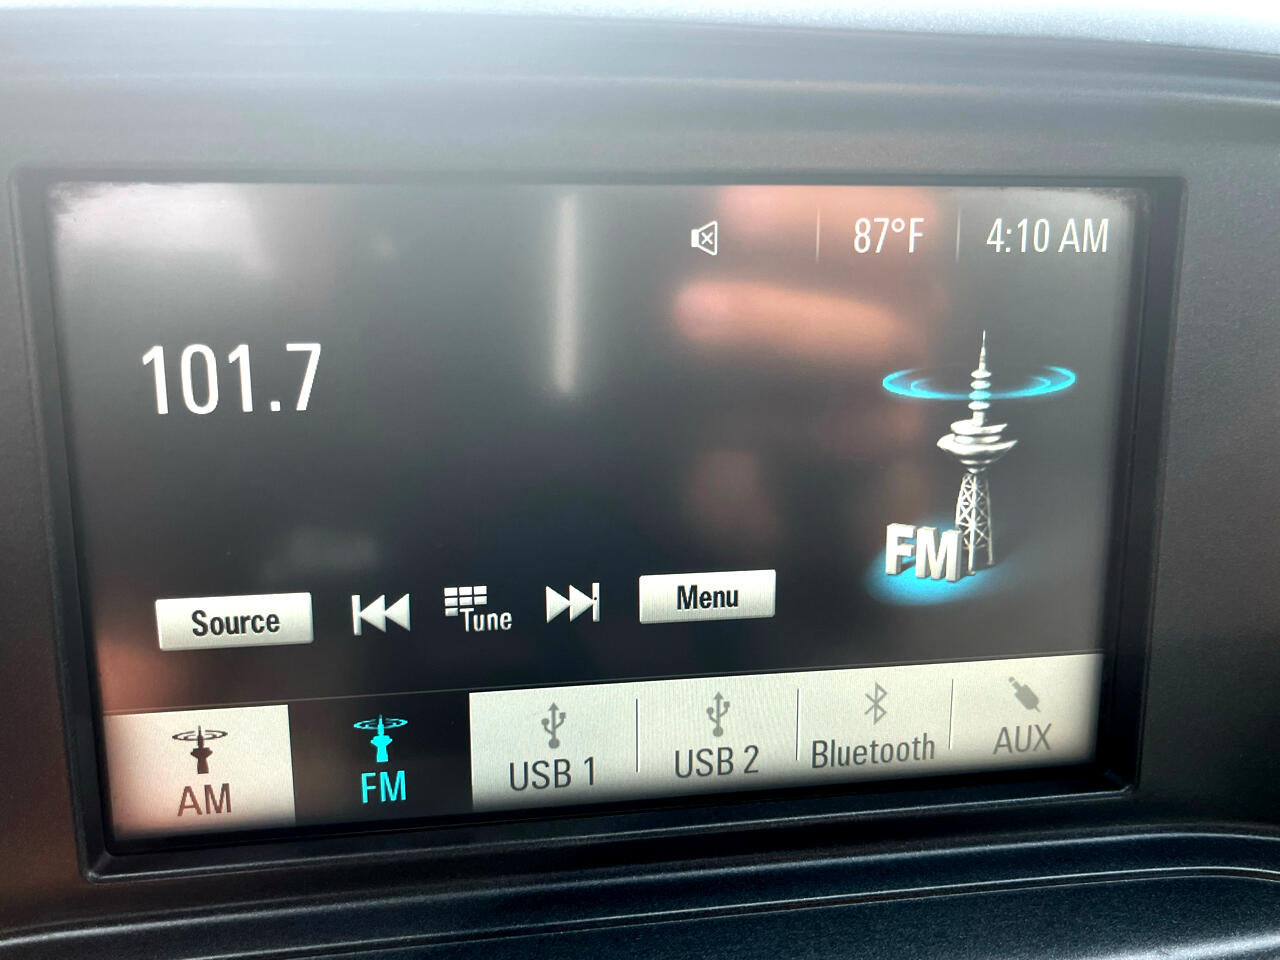 87°F 4:10 AM
101.7
FM
Source Tune Menu
AM FM USB 1 USB 2 Bluetooth AUX